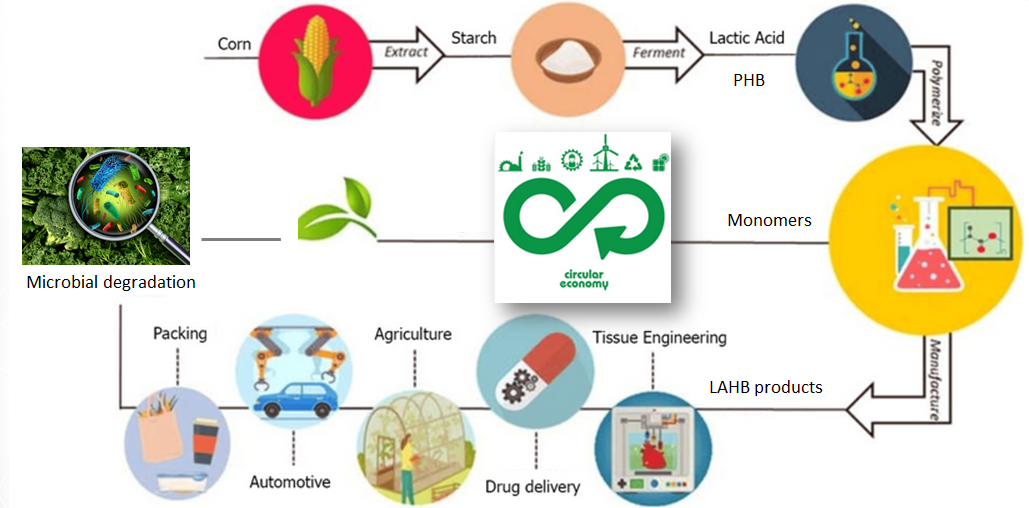 Corn
Extract
Starch
Ferment
Lactic Acid
PHB
Polymerize
Monomers
circular
economy
Microbial degradation
Manufacture
LAHB products
Packing
Agriculture
Tissue Engineering
Automotive
Drug delivery